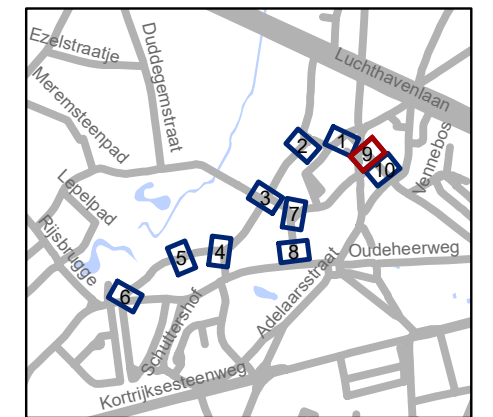 Ezelstraatje
Duddegemstraat
Luchthavenlaan
Meremsteenpad
Vennebos
Lepelpad
Rijsbrugge
Oudeheerweg
Adelaarsstraat
Schuttershof
Kortrijksesteenweg
1
2
9
10
3
7
4
5
8
6